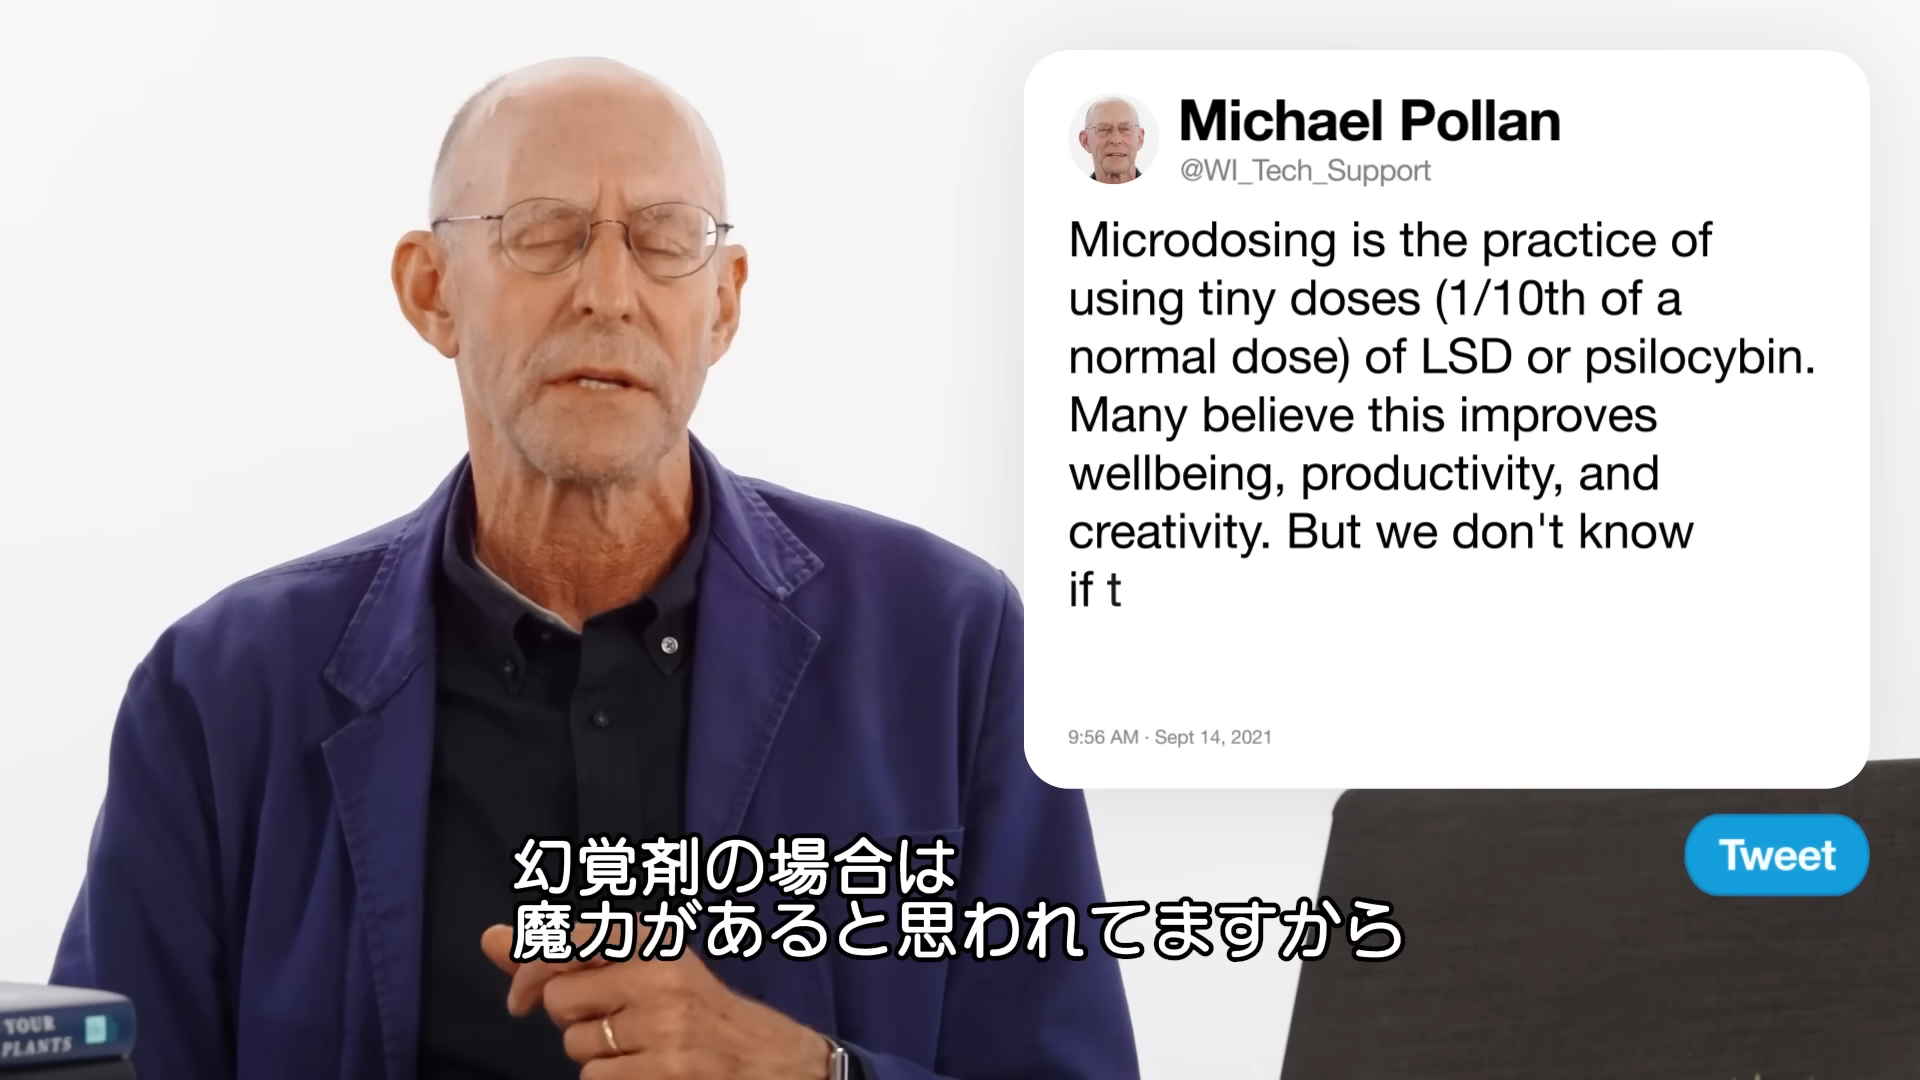 Michael Pollan
@WI_Tech_Support
Microdosing is the practice of
using tiny doses (1/10th of a
normal dose) of LSD or psilocybin.
Many believe this improves
wellbeing, productivity, and
creativity. But we don't know
if t
9:56 AM · Sept 14, 2021
Tweet
幻覚剤の場合は
魔力があると思われてますから
YOUR
PLANTS